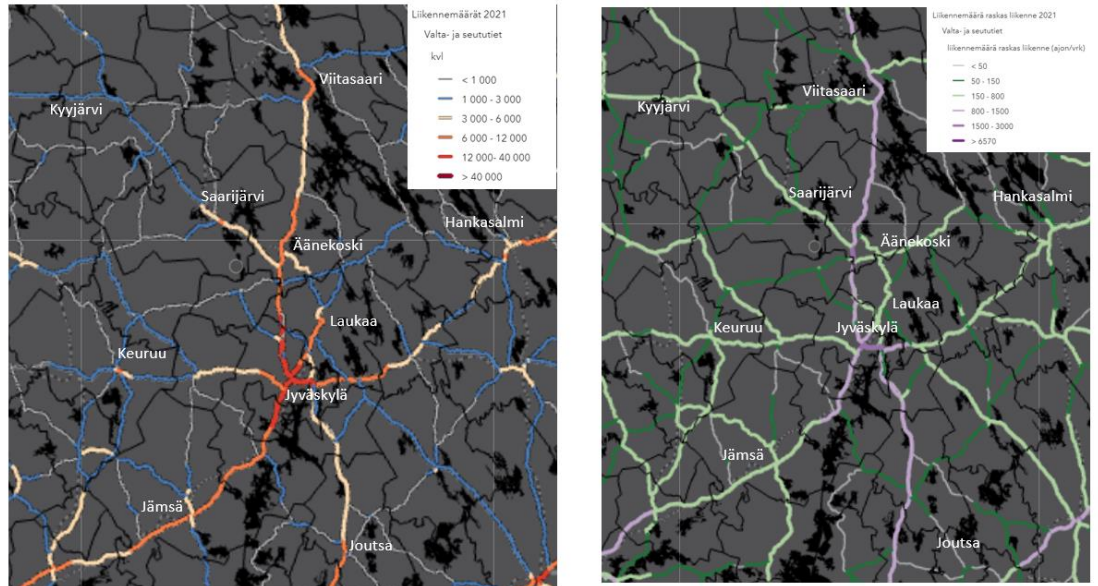 Liikennemäärät 2021
Valta- ja seututiet
kvl
< 1 000
1 000 - 3 000
3 000 - 6 000
6 000 - 12 000
12 000- 40 000
> 40 000
Viitasaari
Kyyjärvi
Saarijärvi
Hankasalmi
Äänekoski
Laukaa
Keuruu
Jyväskylä
Jämsä
Joutsa
Liikennemäärä raskas liikenne 2021
Valta- ja seututiet
liikennemäärä raskas liikenne (ajon/vrk)
< 50
50 - 150
150 - 800
800 - 1500
1500 - 3000
> 6570
Viitasaari
Kyyjärvi
Saarijärvi
Hankasalmi
Äänekoski
Laukaa
Keuruu
Jyväskylä
Jämsä
Joutsa